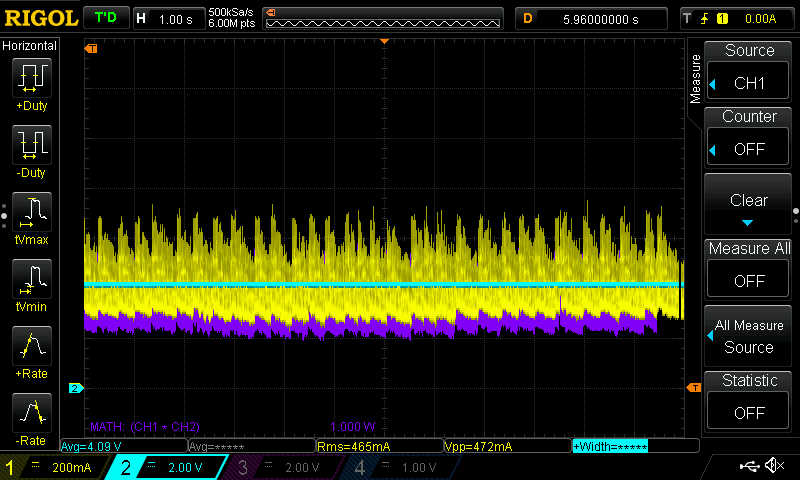 RIGOL T'D H 1.00 s 500kSa/s 6.00M pts D 5.96000000 s T 1 0.00A
Horizontal
+Duty
-Duty
tVmax
tVmin
+Rate
-Rate
T
2
T
MATH: (CH1 * CH2) 1.000 W
Measure
Source
CH1
Counter
OFF
Clear
Measure All
OFF
All Measure
Source
Statistic
OFF
Avg=4.09 V Avg=***** Rms=465mA Vpp=472mA +Width=*****
1 200mA 2 2.00 V 3 2.00 V 4 1.00 V